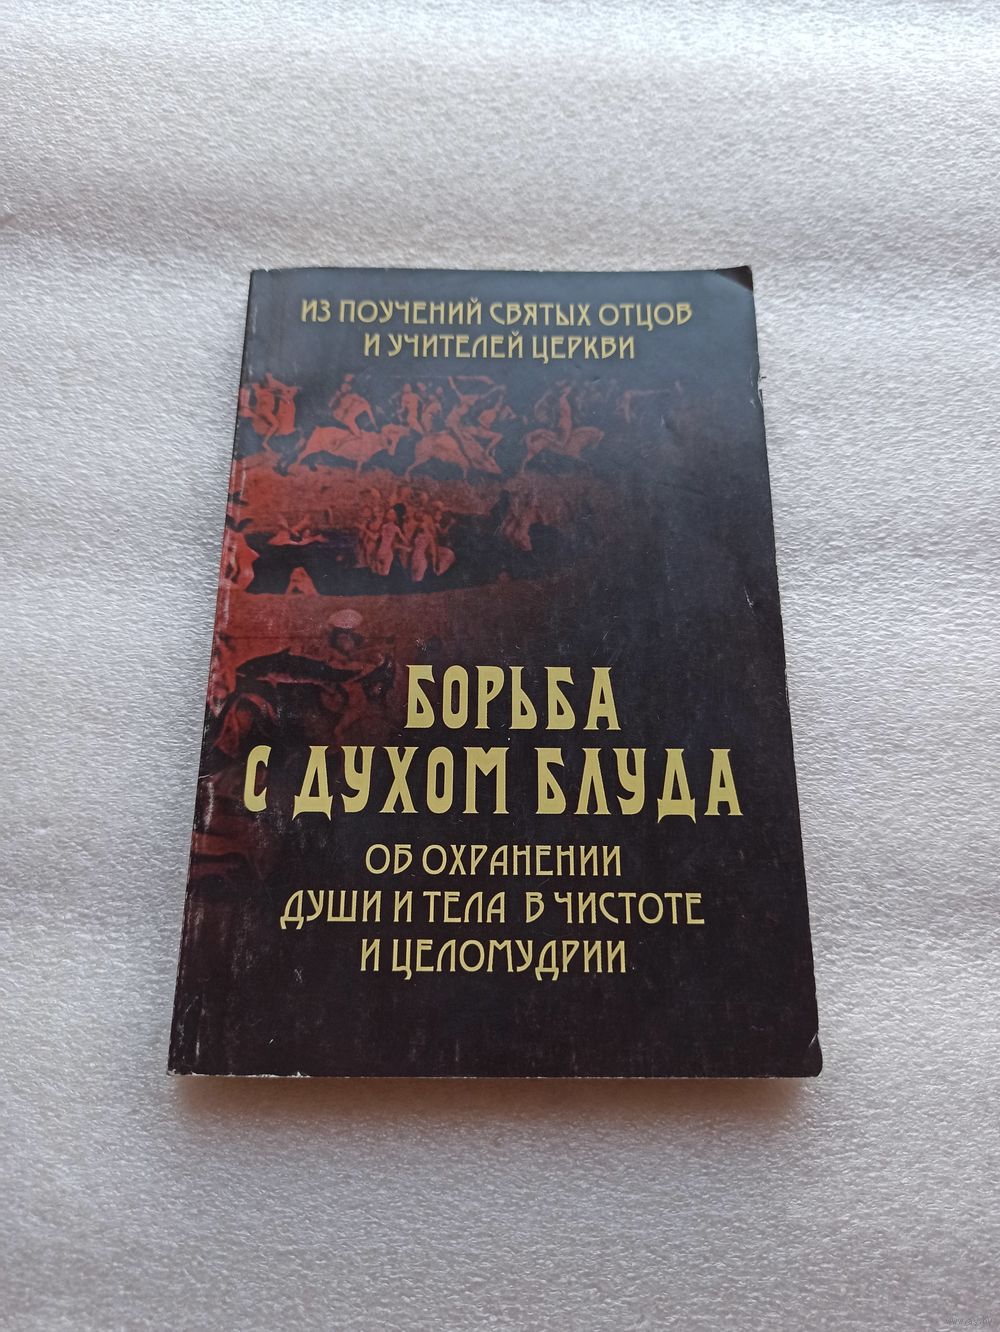 ИЗ ПОУЧЕНИЙ СВЯТЫХ ОТЦОВ
И УЧИТЕЛЕЙ ЦЕРКВИ
БОРЬБА
С ДУХОМ БЛУДА
ОБ ОХРАНЕНИИ
ДУШИ И ТЕЛА В ЧИСТОТЕ
И ЦЕЛОМУДРИИ